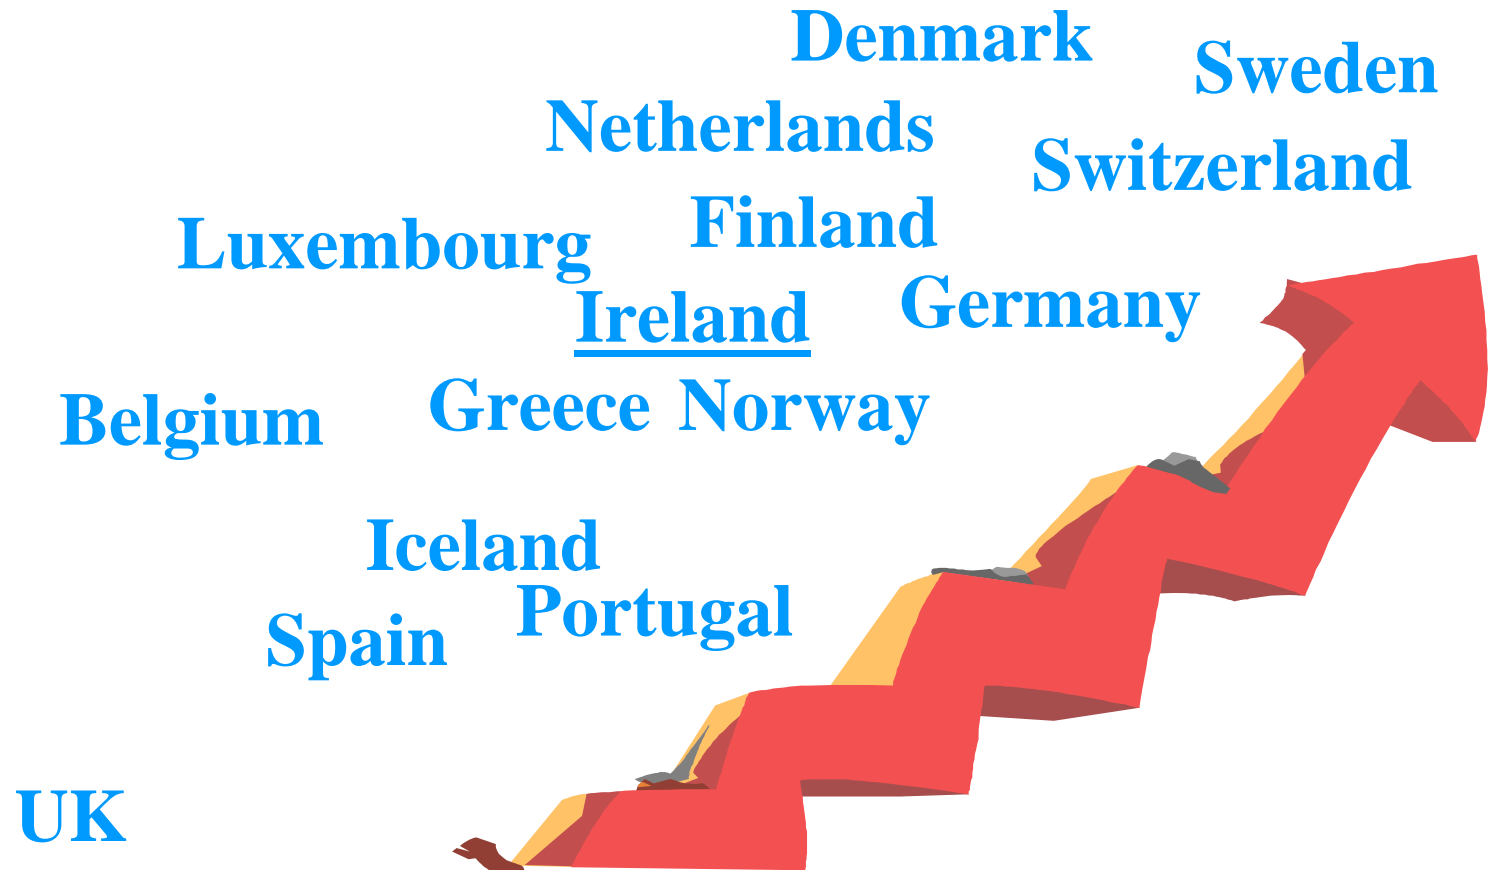 Denmark
Sweden
Netherlands
Switzerland
Luxembourg
Finland
Ireland
Germany
Belgium
Greece
Norway
Iceland
Portugal
Spain
UK